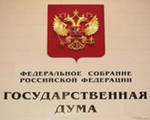 ФЕДЕРАЛЬНОЕ СОБРАНИЕ
РОССИЙСКОЙ ФЕДЕРАЦИИ
ГОСУДАРСТВЕННАЯ
ДУМА